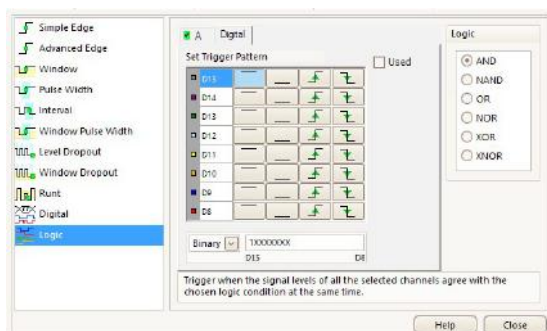 Simple Edge
Advanced Edge
Window
Pulse Width
Interval
Window Pulse Width
Level Dropout
Window Dropout
Runt
Digital
Logic
A Digital
Set Trigger Pattern
Used
D15
D14
D13
D12
D11
D10
D9
D8
Binary 1XXXXXXX
D15 D8
Logic
AND
NAND
OR
NOR
XOR
XNOR
Trigger when the signal levels of all the selected channels agree with the
chosen logic condition at the same time.
Help Close